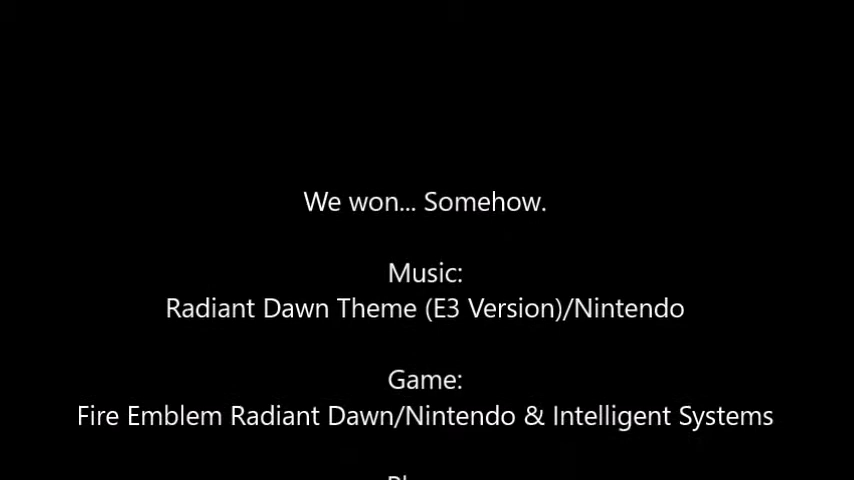 We won... Somehow.
Music:
Radiant Dawn Theme (E3 Version)/Nintendo
Game:
Fire Emblem Radiant Dawn/Nintendo & Intelligent Systems